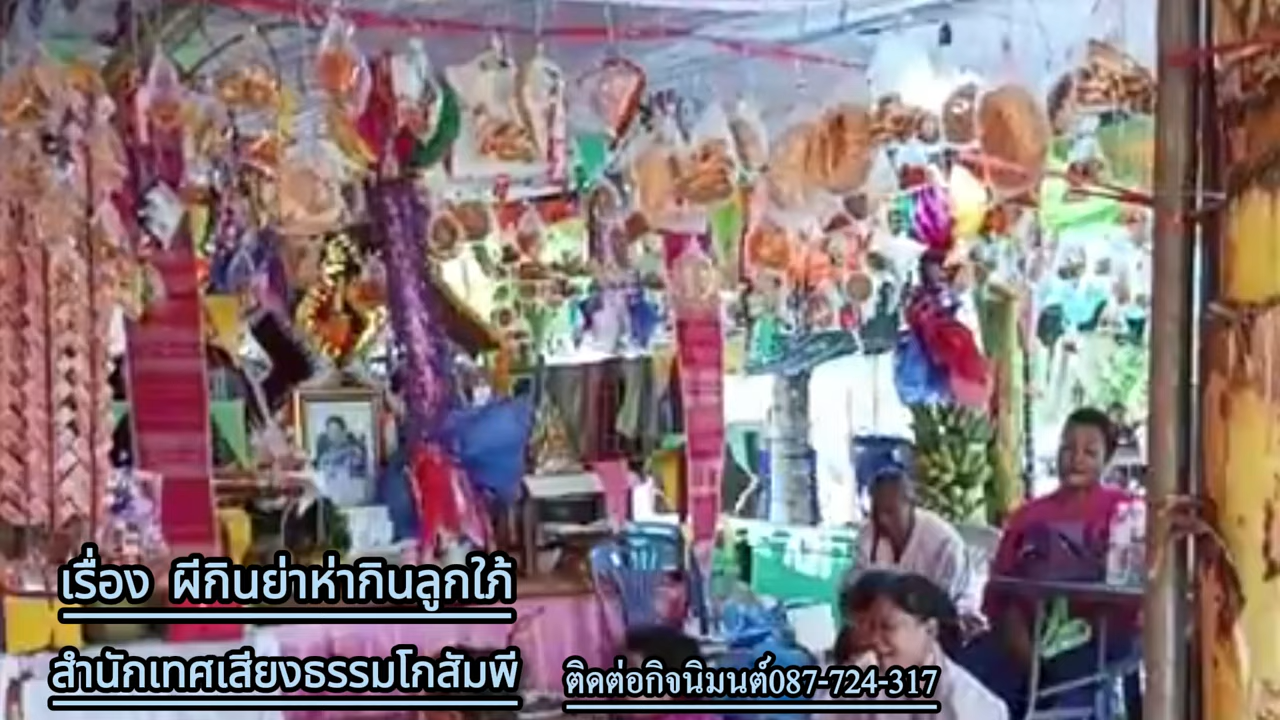 เรื่อง ผีกินย่าห่ากินลูกใภ้
สำนักเทศเสียงธรรมโกสัมพี
ติดต่อกิจนิมนต์087-724-317